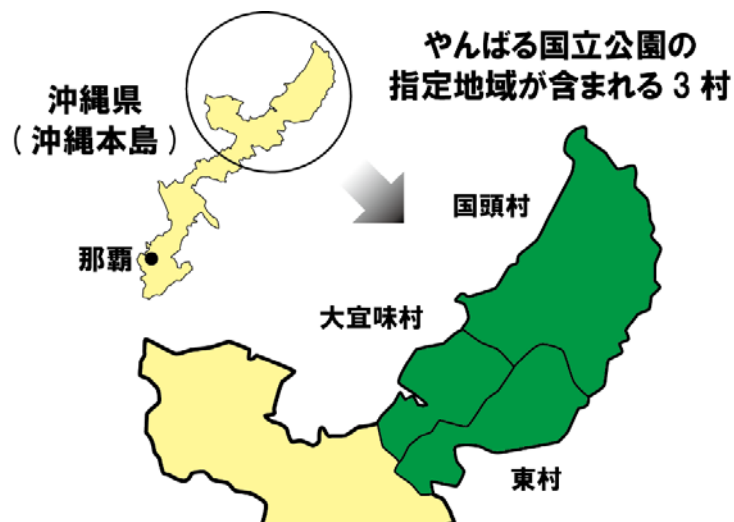 やんばる国立公園の
指定地域が含まれる3村
沖縄県
(沖縄本島)
那覇
国頭村
大宜味村
東村